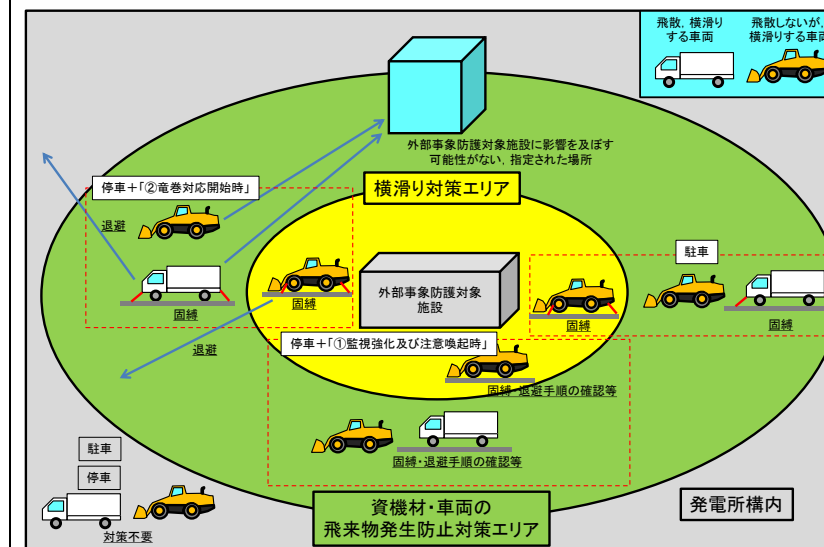 飛散，横滑り
する車両
飛散しないが，
横滑りする車両
外部事象防護対象施設に影響を及ぼす
可能性がない，指定された場所
停車＋「②竜巻対応開始時」
横滑り対策エリア
退避
駐車
固縛
固縛
外部事象防護対象
施設
固縛
固縛
退避
停車＋「①監視強化及び注意喚起時」
固縛・退避手順の確認等
固縛・退避手順の確認等
駐車
停車
対策不要
資機材・車両の
飛来物発生防止対策エリア
発電所構内